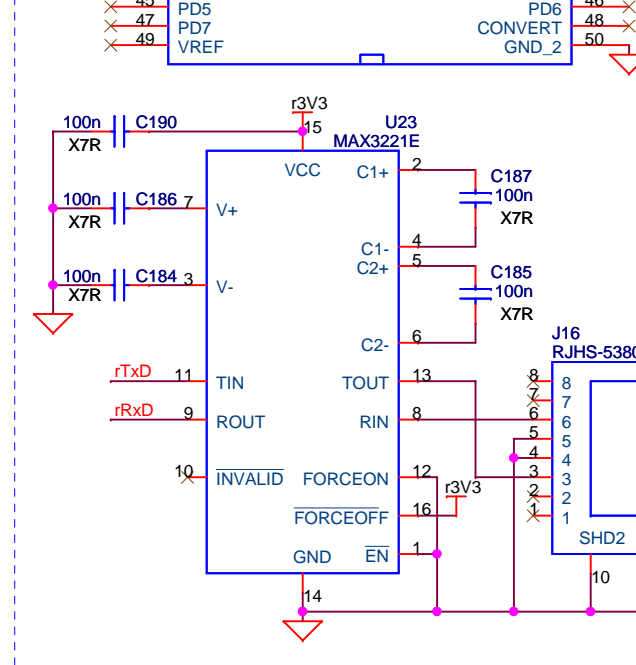 45 PD5 PD6 46
47 PD7 CONVERT 48
49 VREF GND_2 50
r3V3
100n C190 15 U23
X7R MAX3221E
VCC C1+ 2
C187
100n C186 7 V+ 100n
X7R X7R
C1- 4
C2+ 5
100n C184 3 V- C185
X7R 100n
X7R
C2- 6 J16
RJHS-5380
rTxD 11 TIN TOUT 13 8 8
7 7
rRxD 9 ROUT RIN 8 6 6
5 5
4 4
10 INVALID FORCEON 12 3 3
r3V3 2 2
FORCEOFF 16 1 1
SHD2
GND EN 1
10
14